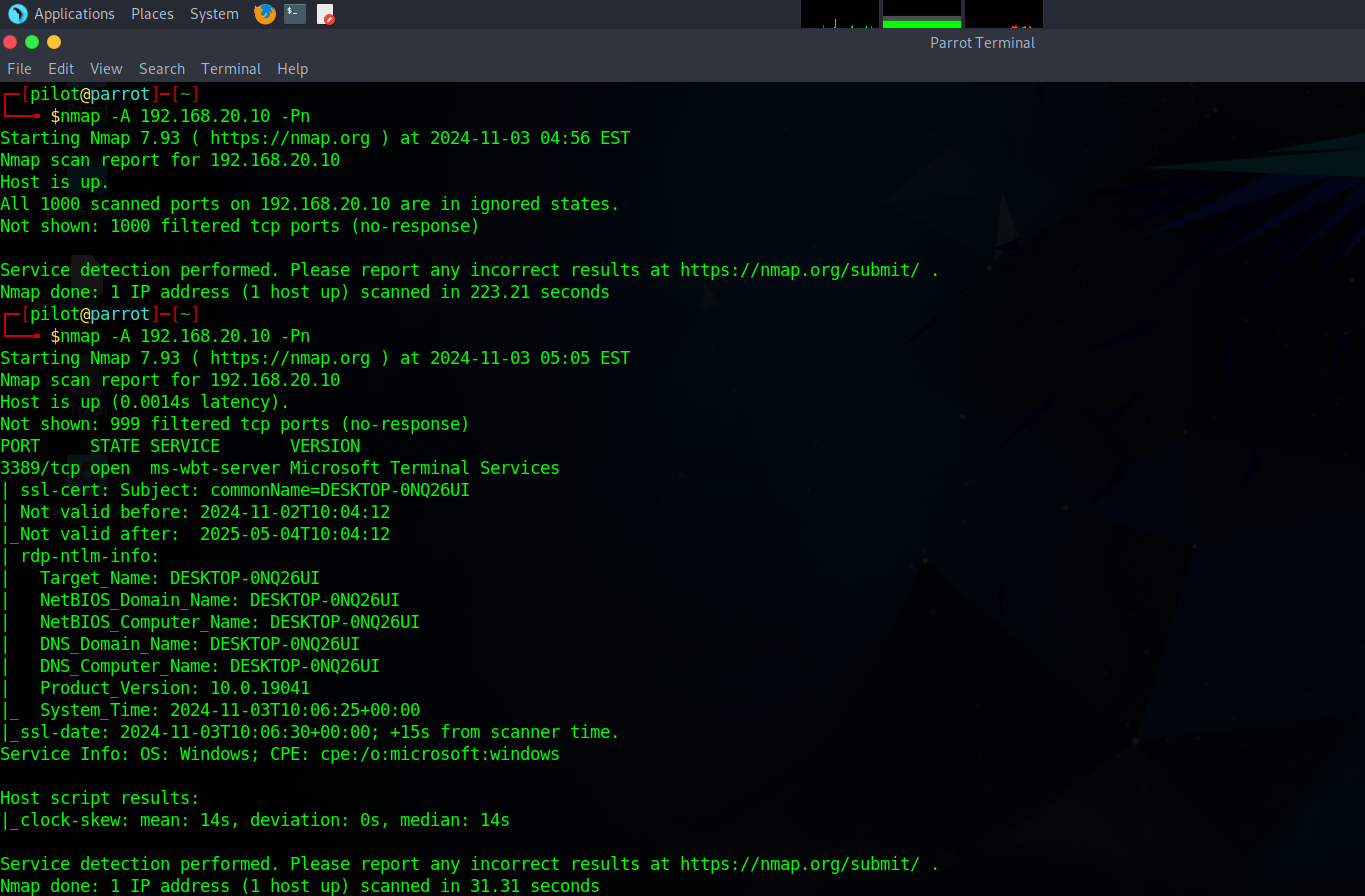 Applications Places System
Parrot Terminal
File Edit View Search Terminal Help
┌─[pilot@parrot]─[~]
└──╼ $nmap -A 192.168.20.10 -Pn
Starting Nmap 7.93 ( https://nmap.org ) at 2024-11-03 04:56 EST
Nmap scan report for 192.168.20.10
Host is up.
All 1000 scanned ports on 192.168.20.10 are in ignored states.
Not shown: 1000 filtered tcp ports (no-response)

Service detection performed. Please report any incorrect results at https://nmap.org/submit/ .
Nmap done: 1 IP address (1 host up) scanned in 223.21 seconds
┌─[pilot@parrot]─[~]
└──╼ $nmap -A 192.168.20.10 -Pn
Starting Nmap 7.93 ( https://nmap.org ) at 2024-11-03 05:05 EST
Nmap scan report for 192.168.20.10
Host is up (0.0014s latency).
Not shown: 999 filtered tcp ports (no-response)
PORT     STATE SERVICE       VERSION
3389/tcp open  ms-wbt-server Microsoft Terminal Services
| ssl-cert: Subject: commonName=DESKTOP-0NQ26UI
| Not valid before: 2024-11-02T10:04:12
|_Not valid after:  2025-05-04T10:04:12
| rdp-ntlm-info:
|   Target_Name: DESKTOP-0NQ26UI
|   NetBIOS_Domain_Name: DESKTOP-0NQ26UI
|   NetBIOS_Computer_Name: DESKTOP-0NQ26UI
|   DNS_Domain_Name: DESKTOP-0NQ26UI
|   DNS_Computer_Name: DESKTOP-0NQ26UI
|   Product_Version: 10.0.19041
|_  System_Time: 2024-11-03T10:06:25+00:00
|_ssl-date: 2024-11-03T10:06:30+00:00; +15s from scanner time.
Service Info: OS: Windows; CPE: cpe:/o:microsoft:windows

Host script results:
|_clock-skew: mean: 14s, deviation: 0s, median: 14s

Service detection performed. Please report any incorrect results at https://nmap.org/submit/ .
Nmap done: 1 IP address (1 host up) scanned in 31.31 seconds